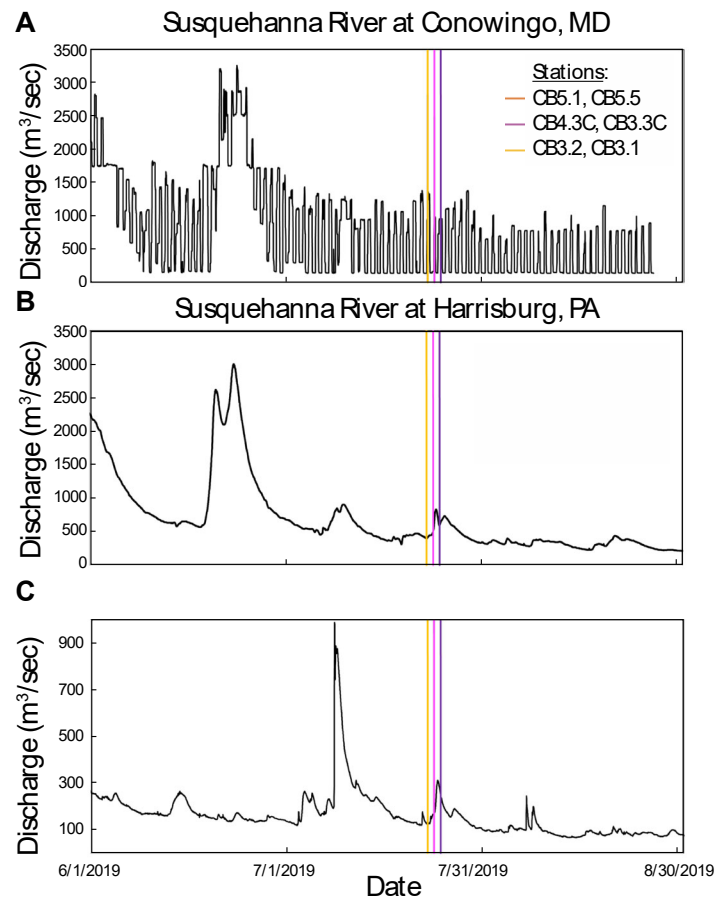 A
Susquehanna River at Conowingo, MD
Discharge (m³/sec)
3500
3000
2500
2000
1500
1000
500
0
Stations:
CB5.1, CB5.5
CB4.3C, CB3.3C
CB3.2, CB3.1
B
Susquehanna River at Harrisburg, PA
Discharge (m³/sec)
3500
3000
2500
2000
1500
1000
500
0
C
Discharge (m³/sec)
900
700
500
300
100
6/1/2019 7/1/2019 7/31/2019 8/30/2019
Date